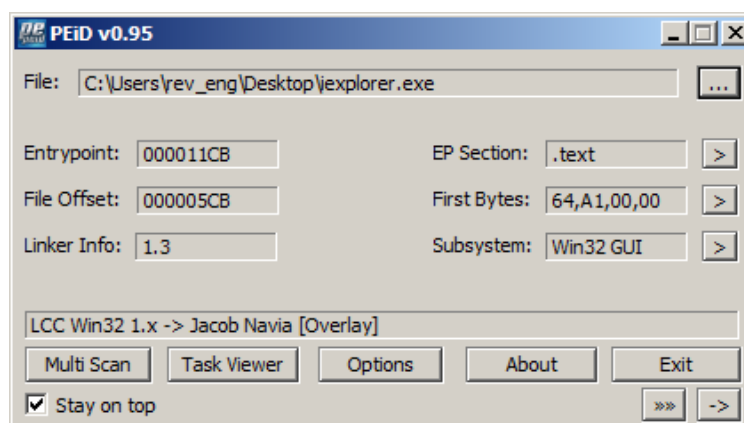 PEiD v0.95
File: C:\Users\rev_eng\Desktop\iexplorer.exe ...
Entrypoint: 000011CB EP Section: .text >
File Offset: 000005CB First Bytes: 64,A1,00,00 >
Linker Info: 1.3 Subsystem: Win32 GUI >
LCC Win32 1.x -> Jacob Navia [Overlay]
Multi Scan Task Viewer Options About Exit
Stay on top »» ->